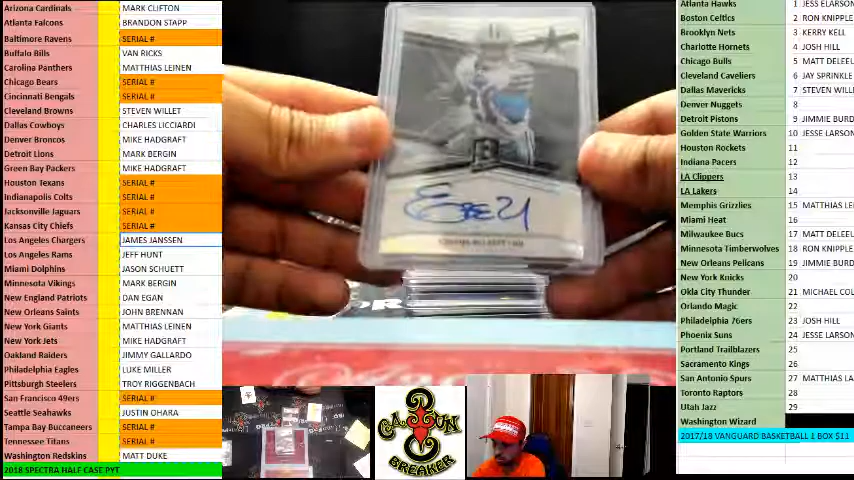 Arizona Cardinals MARK CLIFTON
Atlanta Falcons BRANDON STAPP
Baltimore Ravens SERIAL #
Buffalo Bills VAN RICKS
Carolina Panthers MATTHIAS LEINEN
Chicago Bears SERIAL #
Cincinnati Bengals SERIAL #
Cleveland Browns STEVEN WILLET
Dallas Cowboys CHARLES LICCIARDI
Denver Broncos MIKE HADGRAFT
Detroit Lions MARK BERGIN
Green Bay Packers MIKE HADGRAFT
Houston Texans SERIAL #
Indianapolis Colts SERIAL #
Jacksonville Jaguars SERIAL #
Kansas City Chiefs SERIAL #
Los Angeles Chargers JAMES JANSSEN
Los Angeles Rams JEFF HUNT
Miami Dolphins JASON SCHUETT
Minnesota Vikings MARK BERGIN
New England Patriots DAN EGAN
New Orleans Saints JOHN BRENNAN
New York Giants MATTHIAS LEINEN
New York Jets MIKE HADGRAFT
Oakland Raiders JIMMY GALLARDO
Philadelphia Eagles LUKE MILLER
Pittsburgh Steelers TROY RIGGENBACH
San Francisco 49ers SERIAL #
Seattle Seahawks JUSTIN OHARA
Tampa Bay Buccaneers SERIAL #
Tennessee Titans SERIAL #
Washington Redskins MATT DUKE
2018 SPECTRA HALF CASE PYT
BREAKER
Atlanta Hawks 1 JESS ELARSON
Boston Celtics 2 RON KNIPPLE
Brooklyn Nets 3 KERRY KELL
Charlotte Hornets 4 JOSH HILL
Chicago Bulls 5 MATT DELEEU
Cleveland Cavaliers 6 JAY SPRINKLE
Dallas Mavericks 7 STEVEN WILL
Denver Nuggets 8
Detroit Pistons 9 JIMMIE BURD
Golden State Warriors 10 JESSE LARSON
Houston Rockets 11
Indiana Pacers 12
LA Clippers 13
LA Lakers 14
Memphis Grizzlies 15 MATTHIAS LEI
Miami Heat 16
Milwaukee Bucs 17 MATT DELEEU
Minnesota Timberwolves 18 RON KNIPPLE
New Orleans Pelicans 19 JIMMIE BURD
New York Knicks 20
Okla City Thunder 21 MICHAEL COL
Orlando Magic 22
Philadelphia 76ers 23 JOSH HILL
Phoenix Suns 24 JESSE LARSON
Portland Trailblazers 25
Sacramento Kings 26
San Antonio Spurs 27 MATTHIAS LA
Toronto Raptors 28
Utah Jazz 29
Washington Wizard
2017/18 VANGUARD BASKETBALL 1 BOX $11